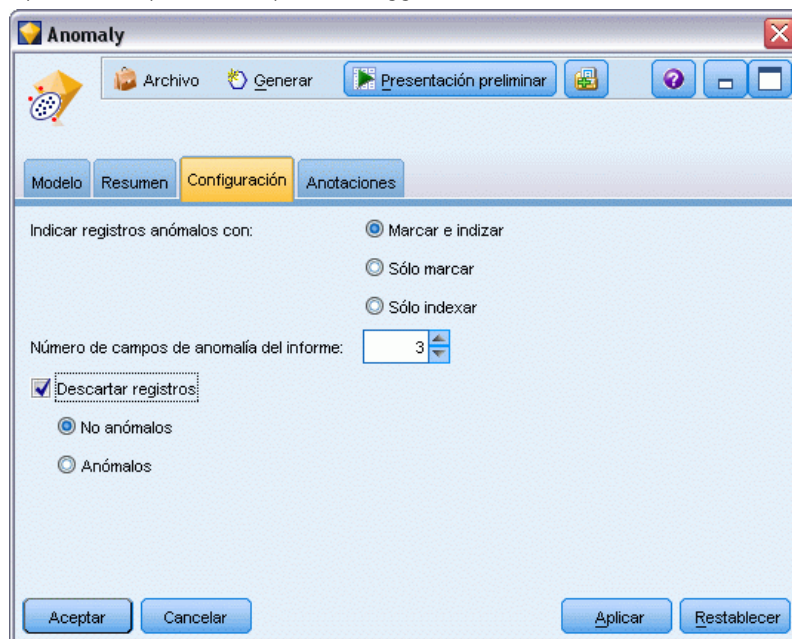 Anomaly
Archivo Generar Presentación preliminar
Modelo Resumen Configuración Anotaciones
Indicar registros anómalos con: Marcar e indizar
Sólo marcar
Sólo indexar
Número de campos de anomalía del informe: 3
Descartar registros
No anómalos
Anómalos
Aceptar Cancelar Aplicar Restablecer